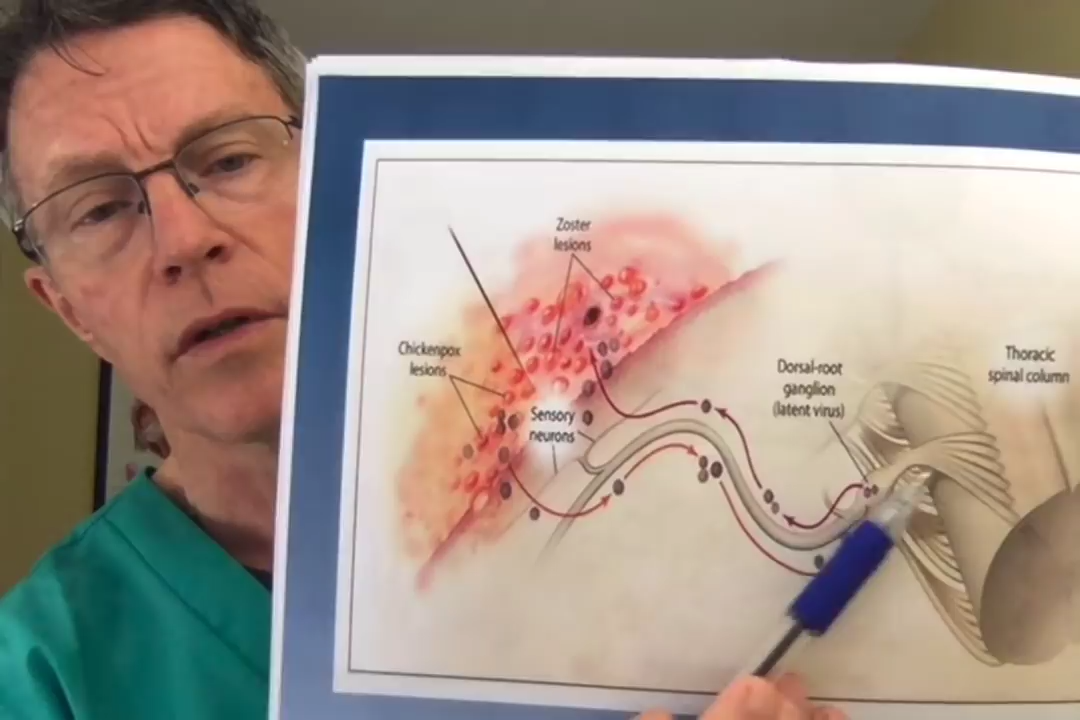 Zoster
lesions
Chickenpox
lesions
Sensory
neurons
Dorsal-root
ganglion
(latent virus)
Thoracic
spinal column